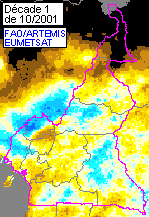 Décade 1
de 10/2001
FAO/ARTEMIS
EUMETSAT